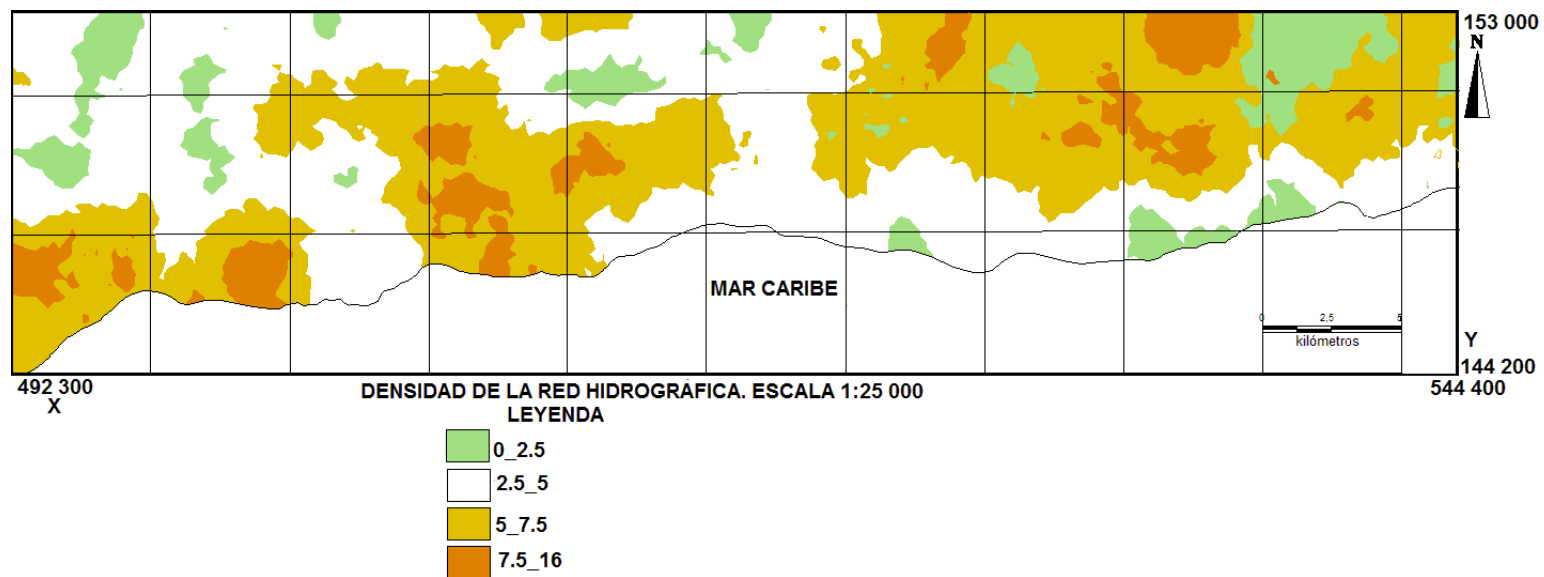 153 000
N
MAR CARIBE
0 2,5 5
kilómetros
Y
144 200
492 300
X
544 400
DENSIDAD DE LA RED HIDROGRÁFICA. ESCALA 1:25 000
LEYENDA
0_2.5
2.5_5
5_7.5
7.5_16